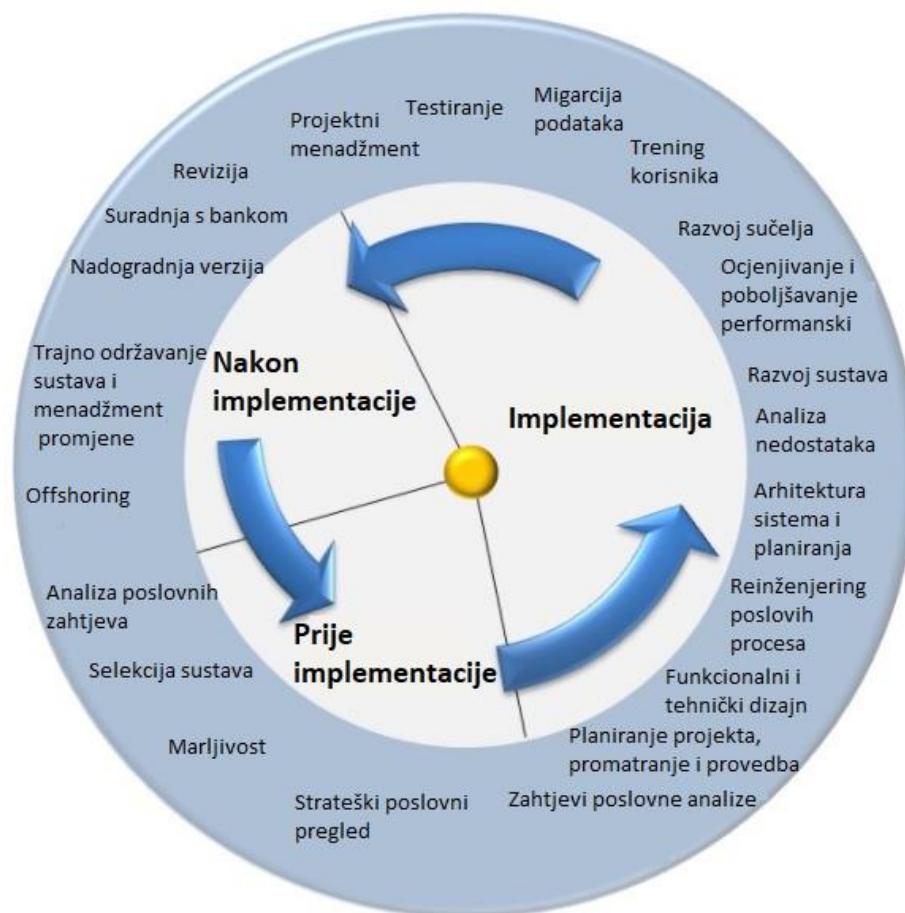 Testiranje
Migarcija
podataka
Projektni
menadžment
Trening
korisnika
Revizija
Suradnja s bankom
Razvoj sučelja
Nadogradnja verzija
Ocjenjivanje i
poboljšavanje
performanski
Trajno održavanje
sustava i
menadžment
promjene
Nakon
implementacije
Razvoj sustava
Implementacija
Analiza
nedostataka
Offshoring
Arhitektura
sistema i
planiranja
Analiza poslovnih
zahtjeva
Reinženjering
poslovih
procesa
Prije
implementacije
Selekcija sustava
Funkcionalni i
tehnički dizajn
Marljivost
Planiranje projekta,
promatranje i provedba
Strateški poslovni
pregled
Zahtjevi poslovne analize